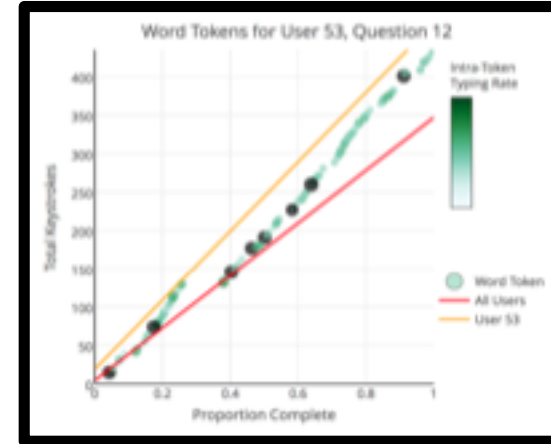 Word Tokens for User 53, Question 12
Intra-Token
Typing Rate
400
350
300
250
200
150
100
50
0
Total Keystrokes
0
0.2
0.4
0.6
0.8
1
Proportion Complete
Word Token
All Users
User 53